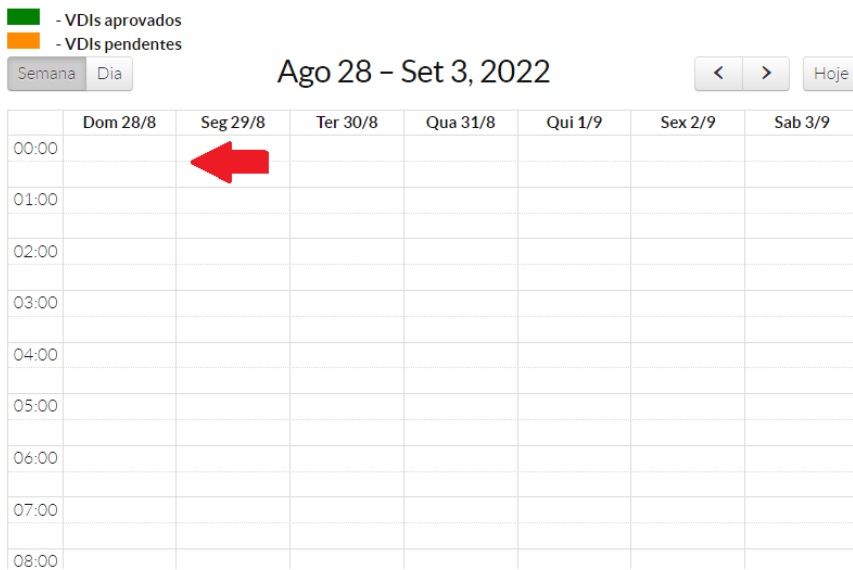 - VDIs aprovados
- VDIs pendentes
Semana Dia Ago 28 – Set 3, 2022 Hoje
Dom 28/8 Seg 29/8 Ter 30/8 Qua 31/8 Qui 1/9 Sex 2/9 Sab 3/9
00:00
01:00
02:00
03:00
04:00
05:00
06:00
07:00
08:00